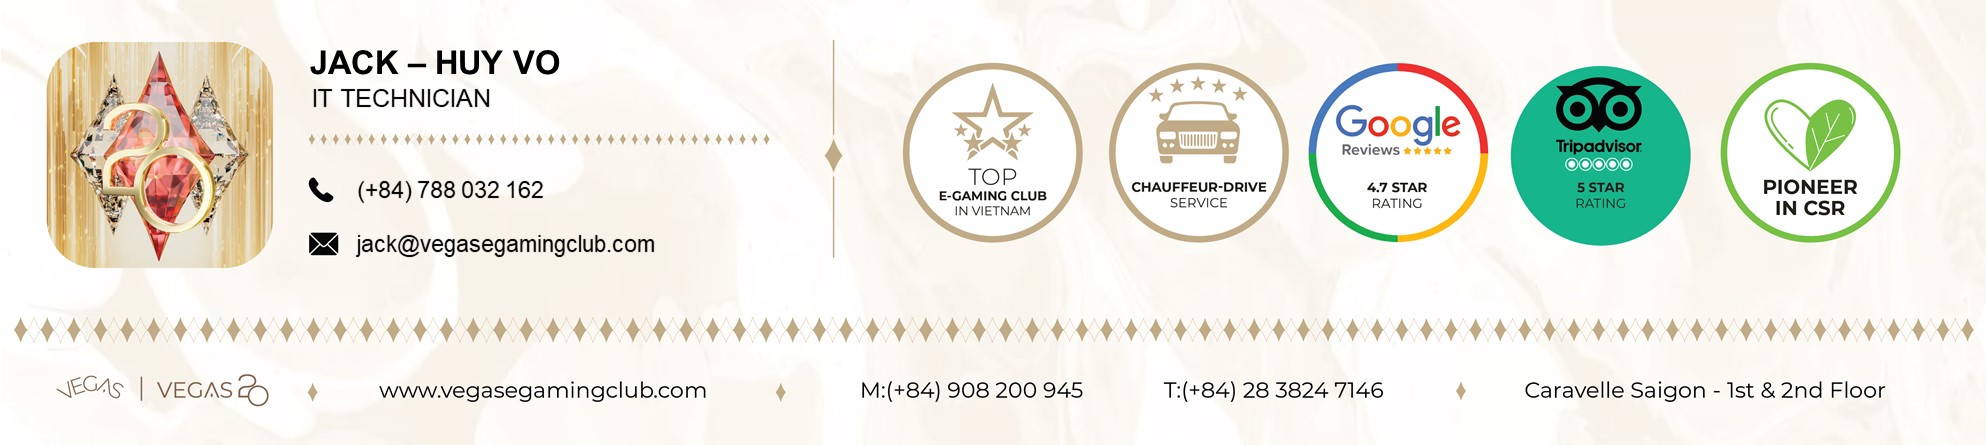 JACK – HUY VO
IT TECHNICIAN
(+84) 788 032 162
jack@vegasegamingclub.com
20
TOP
E-GAMING CLUB
IN VIETNAM
CHAUFFEUR-DRIVE
SERVICE
Google
Reviews
4.7 STAR
RATING
Tripadvisor
5 STAR
RATING
PIONEER
IN CSR
VEGAS | VEGAS 20
www.vegasegamingclub.com
M:(+84) 908 200 945
T:(+84) 28 3824 7146
Caravelle Saigon - 1st & 2nd Floor